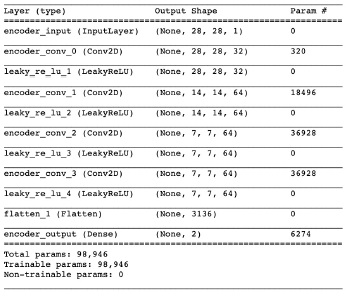 Layer (type) Output Shape Param #
encoder_input (InputLayer) (None, 28, 28, 1) 0
encoder_conv_0 (Conv2D) (None, 28, 28, 32) 320
leaky_re_lu_1 (LeakyReLU) (None, 28, 28, 32) 0
encoder_conv_1 (Conv2D) (None, 14, 14, 64) 18496
leaky_re_lu_2 (LeakyReLU) (None, 14, 14, 64) 0
encoder_conv_2 (Conv2D) (None, 7, 7, 64) 36928
leaky_re_lu_3 (LeakyReLU) (None, 7, 7, 64) 0
encoder_conv_3 (Conv2D) (None, 7, 7, 64) 36928
leaky_re_lu_4 (LeakyReLU) (None, 7, 7, 64) 0
flatten_1 (Flatten) (None, 3136) 0
encoder_output (Dense) (None, 2) 6274
Total params: 98,946
Trainable params: 98,946
Non-trainable params: 0